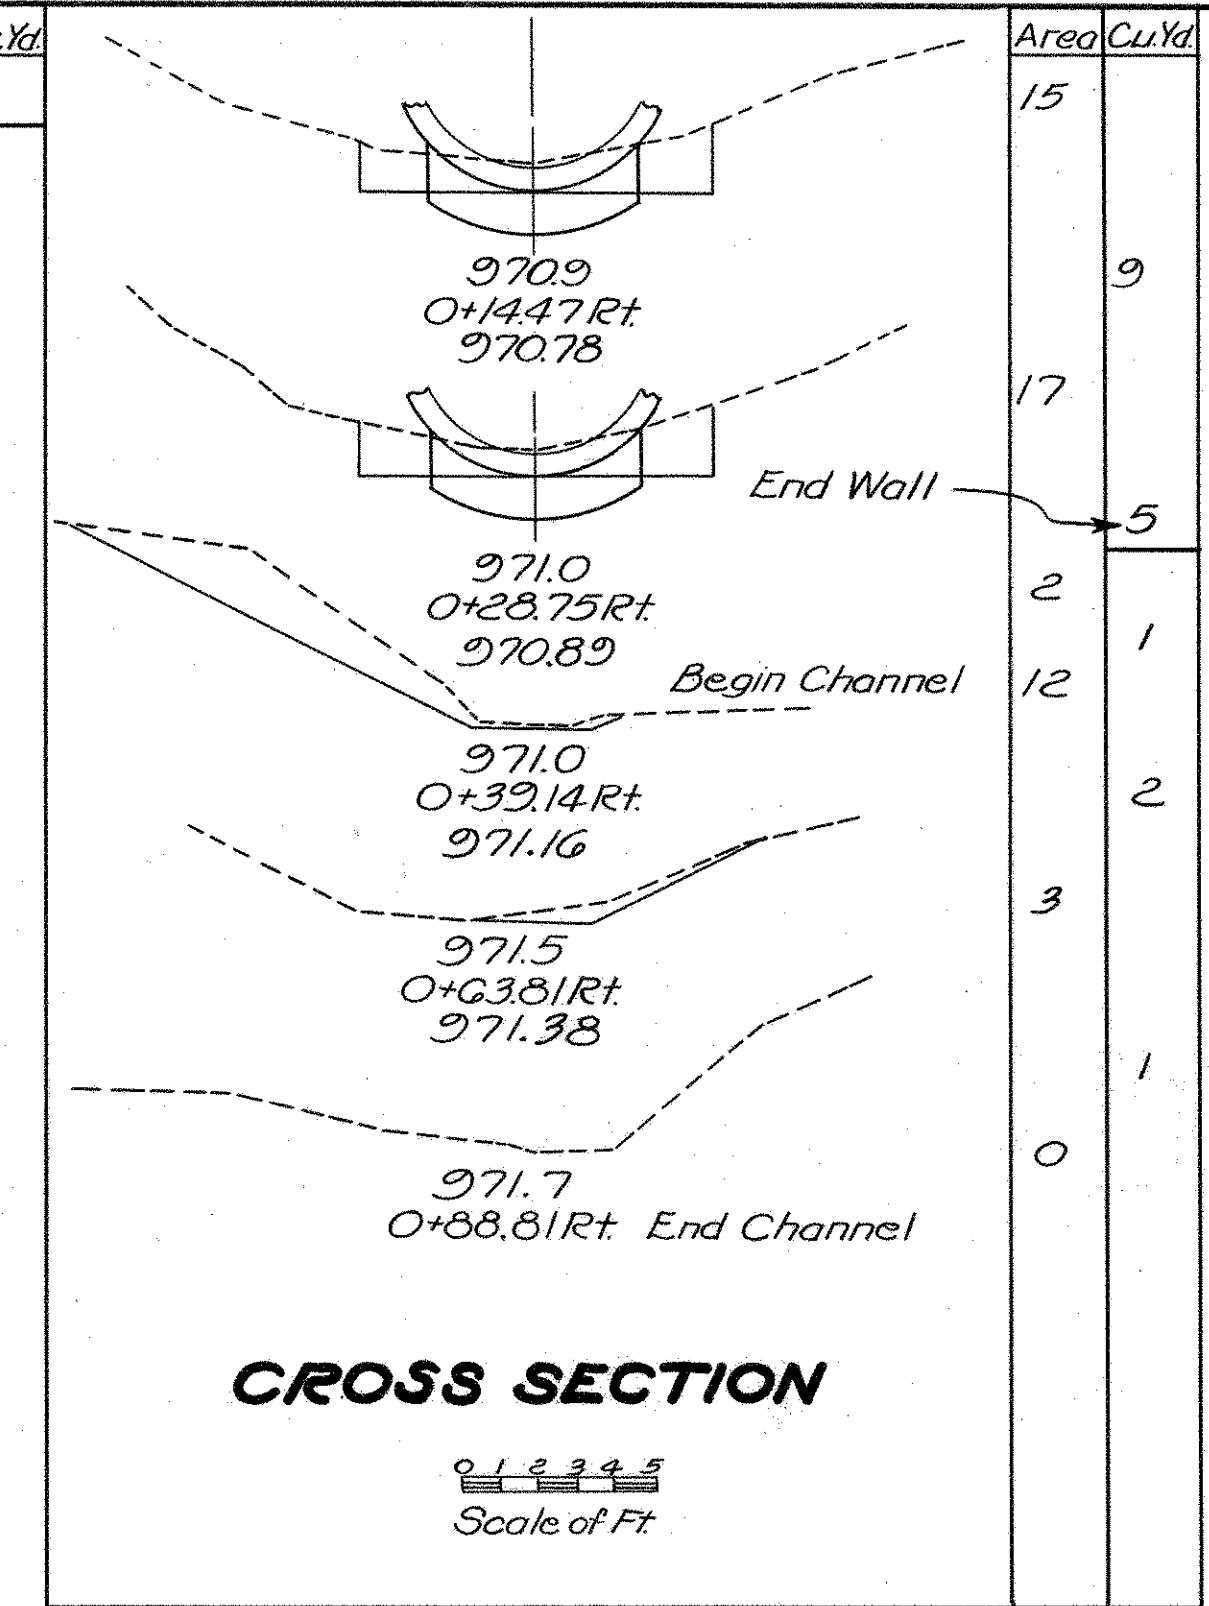 .Yd.
Area Cu.Yd.
15
970.9
9
0+14.47 Rt.
970.78
17
End Wall
5
971.0
2
0+28.75 Rt.
1
970.89
Begin Channel
12
971.0
0+39.14 Rt.
2
971.16
3
971.5
0+63.81 Rt.
971.38
1
0
971.7
0+88.81 Rt. End Channel
CROSS SECTION
0 1 2 3 4 5
Scale of Ft.